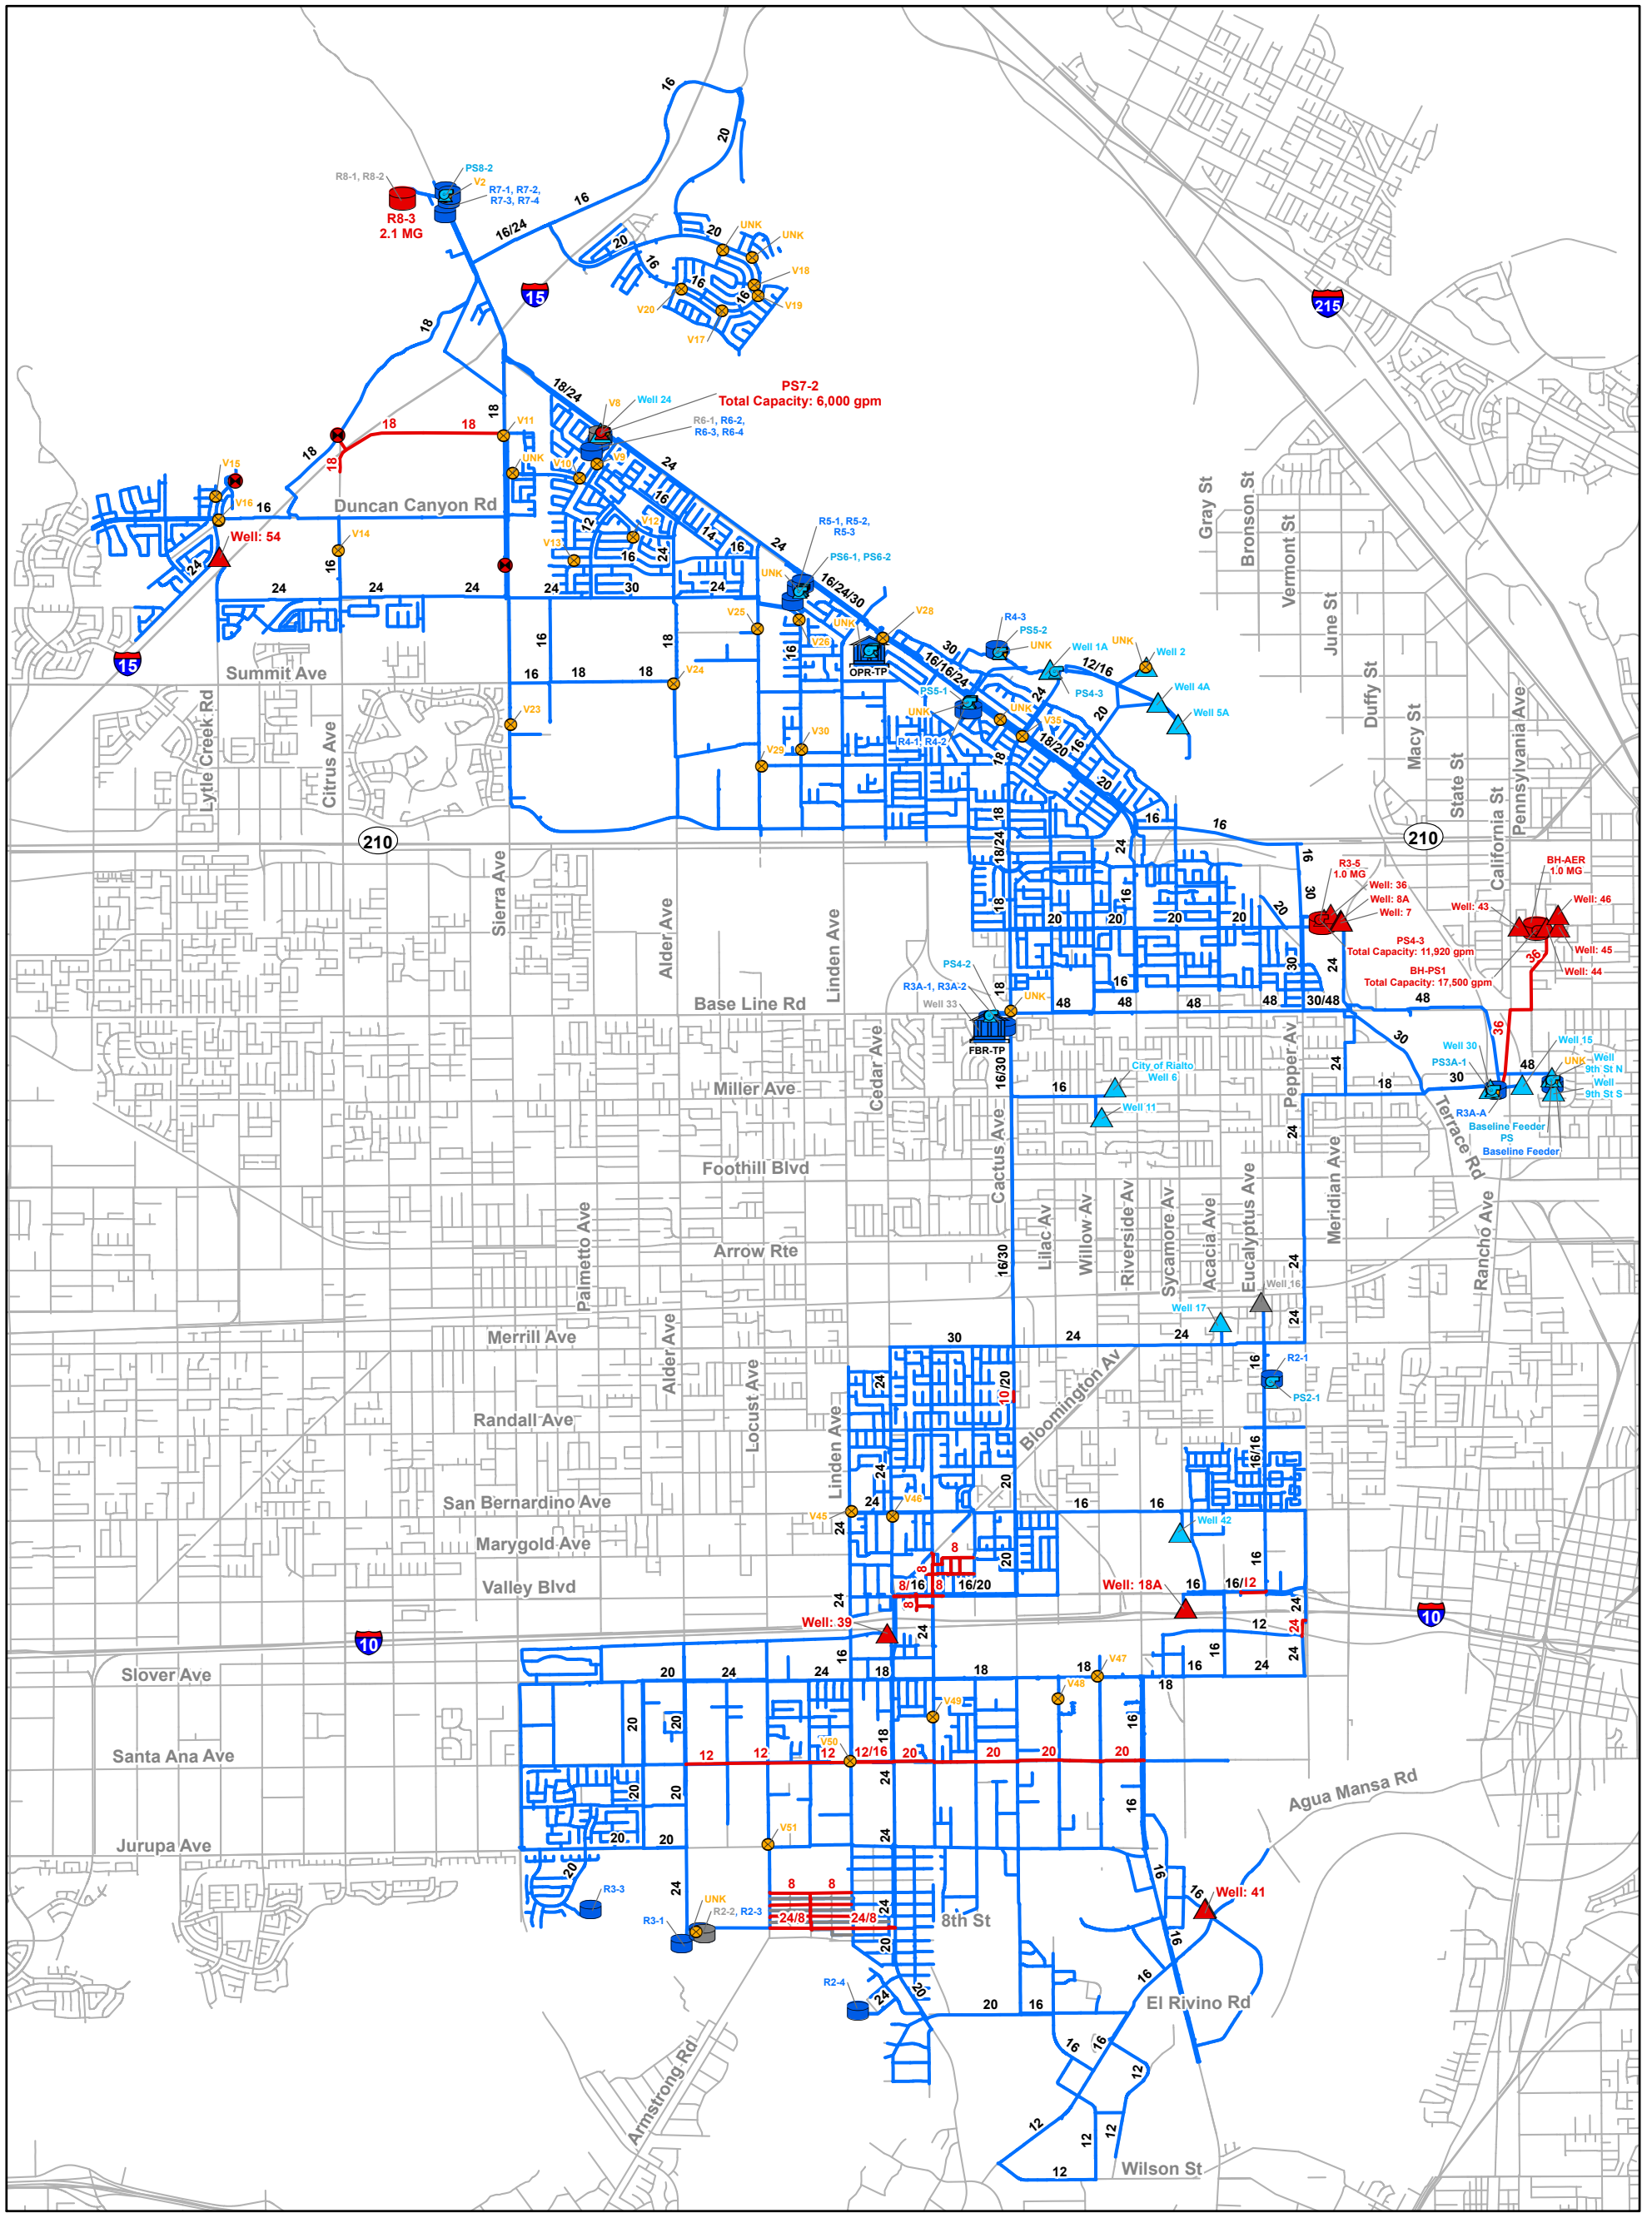 16
20
R8-1, R8-2
PS8-2
V2
R7-1, R7-2,
R7-3, R7-4
R8-3
2.1 MG
16
16/24
20
20
UNK
UNK
16
16
16
V18
V19
V20
V17
15
215
18
18/24
PS7-2
Total Capacity: 6,000 gpm
V8
Well 24
R6-1, R6-2,
R6-3, R6-4
18
18
18
V11
18
18
V15
UNK
V10
V9
24
V16
16
Duncan Canyon Rd
16
12
V12
14
16
24
Well: 54
V14
16
24
V13
16
24
R5-1, R5-2,
R5-3
PS6-1, PS6-2
UNK
16/24/30
24
24
24
24
30
24
V25
UNK
V26
V28
R4-3
PS5-2
UNK
OPR-TP
30
16/16/24
Well 1A
12/16
UNK
Well 2
PS4-3
Well 4A
Well 5A
20
24
Gray St
Bronson St
Vermont St
June St
Duffy St
Macy St
State St
California St
Pennsylvania Ave
15
Summit Ave
16
18
16
16
18
18
V24
PS5-1
UNK
UNK
V35
R4-1, R4-2
18/20
16
18
20
V23
V30
V29
Lytle Creek Rd
Citrus Ave
18
16
16
210
18/24
24
16
210
Sierra Ave
Alder Ave
Linden Ave
18
16
30
20
20
20
20
20
R3-5
1.0 MG
Well: 36
Well: 8A
Well: 7
BH-AER
1.0 MG
Well: 43
Well: 46
Well: 45
Well: 44
PS4-3
Total Capacity: 11,920 gpm
BH-PS1
Total Capacity: 17,500 gpm
36
24
30
PS4-2
R3A-1, R3A-2
Well 33
18
UNK
16
Base Line Rd
48
48
48
48
30/48
48
FBR-TP
Cedar Ave
16/30
36
30
Well 30
PS3A-1
Well 15
48
UNK
Well
9th St N
Well
9th St S
City of Rialto
Well 6
16
Well 11
Miller Ave
Pepper Av
24
18
30
R3A-A
Baseline Feeder
PS
Baseline Feeder
24
Terrace Rd
Foothill Blvd
Cactus Ave
Meridian Ave
Rancho Ave
Palmetto Ave
Arrow Rte
16/30
Lilac Av
Willow Av
Riverside Av
Sycamore Av
Acacia Ave
Eucalyptus Ave
24
Well 16
Well 17
24
Merrill Ave
30
24
24
16
R2-1
PS2-1
Alder Ave
Locust Ave
24
10/20
Bloomington Av
Randall Ave
Linden Ave
24
20
16/16
San Bernardino Ave
24
V46
V45
16
16
24
Well 42
Marygold Ave
8
8
20
16
Valley Blvd
8/16
8
16/20
Well: 18A
16
16/12
24
8
24
Well: 39
24
12
24
10
10
16
16
24
Slover Ave
20
24
24
18
18
18
V47
16
24
18
V48
20
20
V49
18
16
V50
Santa Ana Ave
12
12
12
12/16
20
20
20
20
20
20
24
16
Agua Mansa Rd
V51
Jurupa Ave
20
20
24
20
24
16
16
R3-3
8
8
Well: 41
UNK
R2-2, R2-3
R3-1
24/8
24/8
24
8th St
20
16
R2-4
24
20
20
16
16
El Rivino Rd
16
16
12
Armstrong Rd
12
12
12
12
Wilson St